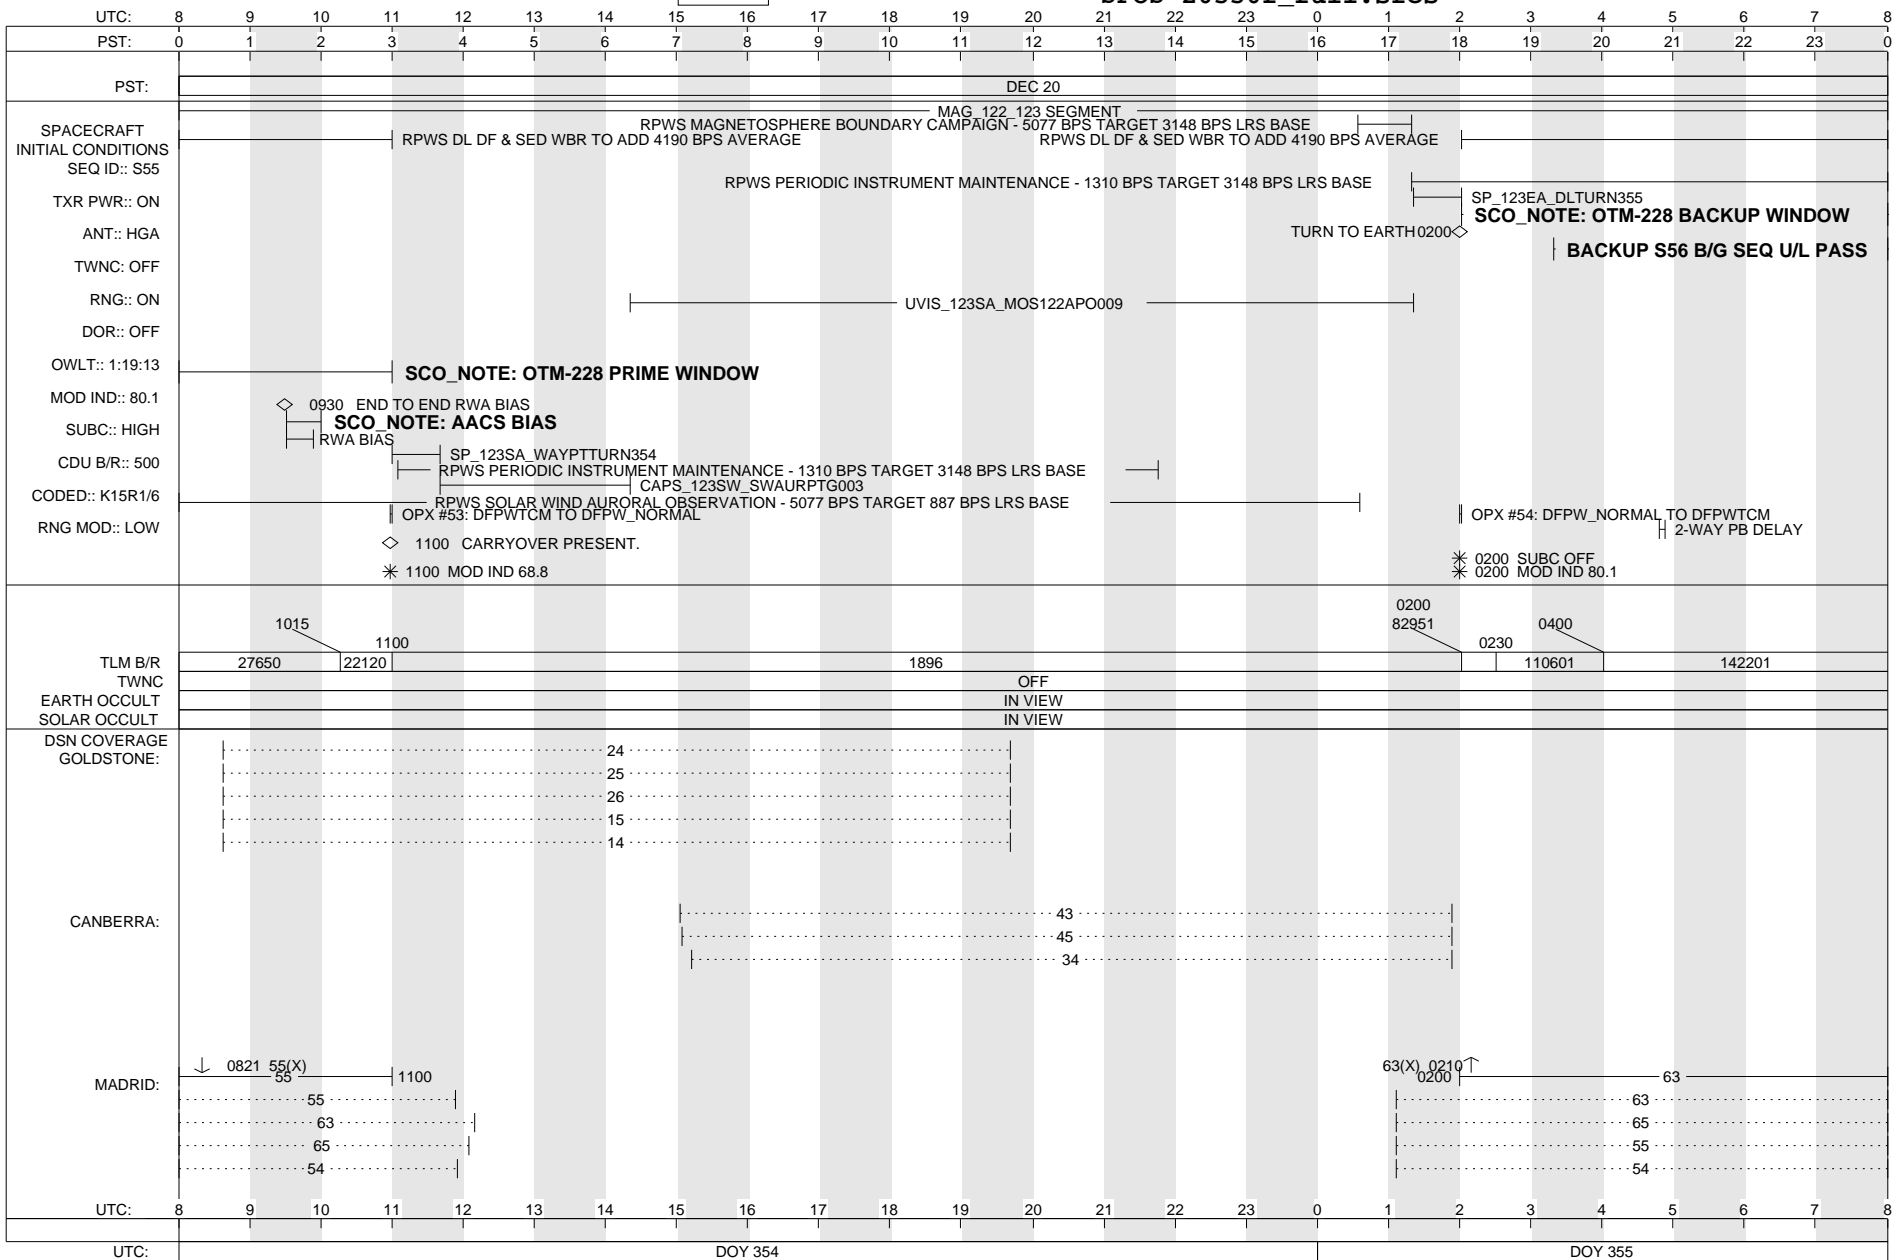 UTC: 8 9 10 11 12 13 14 15 16 17 18 19 20 21 22 23 0 1 2 3 4 5 6 7 8
PST: 0 1 2 3 4 5 6 7 8 9 10 11 12 13 14 15 16 17 18 19 20 21 22 23 0
PST: DEC 20
MAG_122_123 SEGMENT
RPWS MAGNETOSPHERE BOUNDARY CAMPAIGN - 5077 BPS TARGET 3148 BPS LRS BASE
SPACECRAFT
INITIAL CONDITIONS
RPWS DL DF & SED WBR TO ADD 4190 BPS AVERAGE
RPWS DL DF & SED WBR TO ADD 4190 BPS AVERAGE
SEQ ID:: S55
RPWS PERIODIC INSTRUMENT MAINTENANCE - 1310 BPS TARGET 3148 BPS LRS BASE
TXR PWR:: ON
SP_123EA_DLTURN355
SCO_NOTE: OTM-228 BACKUP WINDOW
ANT:: HGA
TURN TO EARTH 0200
BACKUP S56 B/G SEQ U/L PASS
TWNC: OFF
RNG:: ON
UVIS_123SA_MOS122APO009
DOR:: OFF
OWLT:: 1:19:13
SCO_NOTE: OTM-228 PRIME WINDOW
MOD IND:: 80.1
0930 END TO END RWA BIAS
SCO_NOTE: AACS BIAS
SUBC:: HIGH
RWA BIAS
SP_123SA_WAYPTTURN354
CDU B/R:: 500
RPWS PERIODIC INSTRUMENT MAINTENANCE - 1310 BPS TARGET 3148 BPS LRS BASE
CAPS_123SW_SWAURPTG003
CODED:: K15R1/6
RPWS SOLAR WIND AURORAL OBSERVATION - 5077 BPS TARGET 887 BPS LRS BASE
OPX #53: DFPWTCM TO DFPW_NORMAL
OPX #54: DFPW_NORMAL TO DFPWTCM
RNG MOD:: LOW
2-WAY PB DELAY
1100 CARRYOVER PRESENT.
0200 SUBC OFF
1100 MOD IND 68.8
0200 MOD IND 80.1
0200
1015 82951 0400
1100 0230
TLM B/R 27650 22120 1896 110601 142201
TWNC OFF
EARTH OCCULT IN VIEW
SOLAR OCCULT IN VIEW
DSN COVERAGE
GOLDSTONE:
24
25
26
15
14
CANBERRA:
43
45
34
MADRID:
0821 55(X)
55 1100
63(X) 0210
0200 63
55 63
63 65
65 55
54 54
UTC: 8 9 10 11 12 13 14 15 16 17 18 19 20 21 22 23 0 1 2 3 4 5 6 7 8
UTC: DOY 354 DOY 355